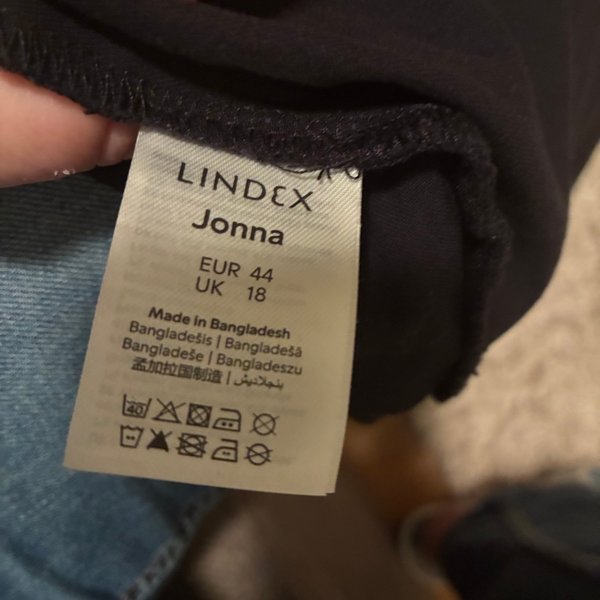 LINDEX
Jonna
EUR 44
UK 18
Made in Bangladesh
Bangladešis | Bangladešā
Bangladeše | Bangladeszu
孟加拉国制造 | بنجلاديش
40